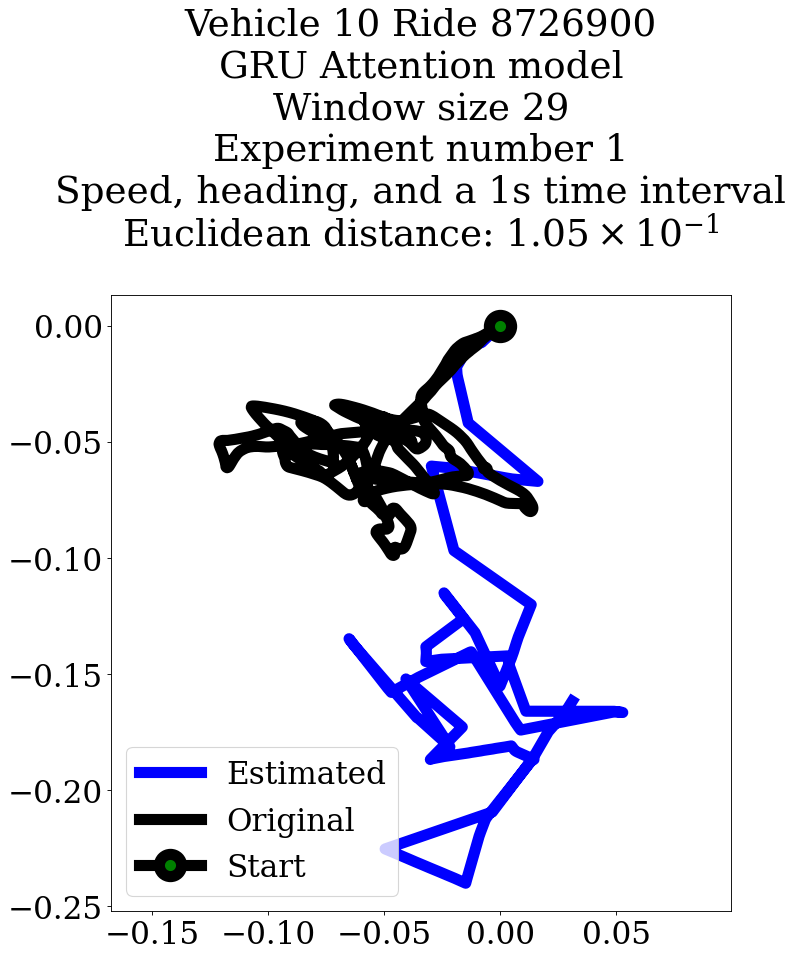 Vehicle 10 Ride 8726900
GRU Attention model
Window size 29
Experiment number 1
Speed, heading, and a 1s time interval
Euclidean distance: 1.05 × 10⁻¹
0.00
−0.05
−0.10
−0.15
−0.20
−0.25
Estimated
Original
Start
−0.15 −0.10 −0.05 0.00 0.05